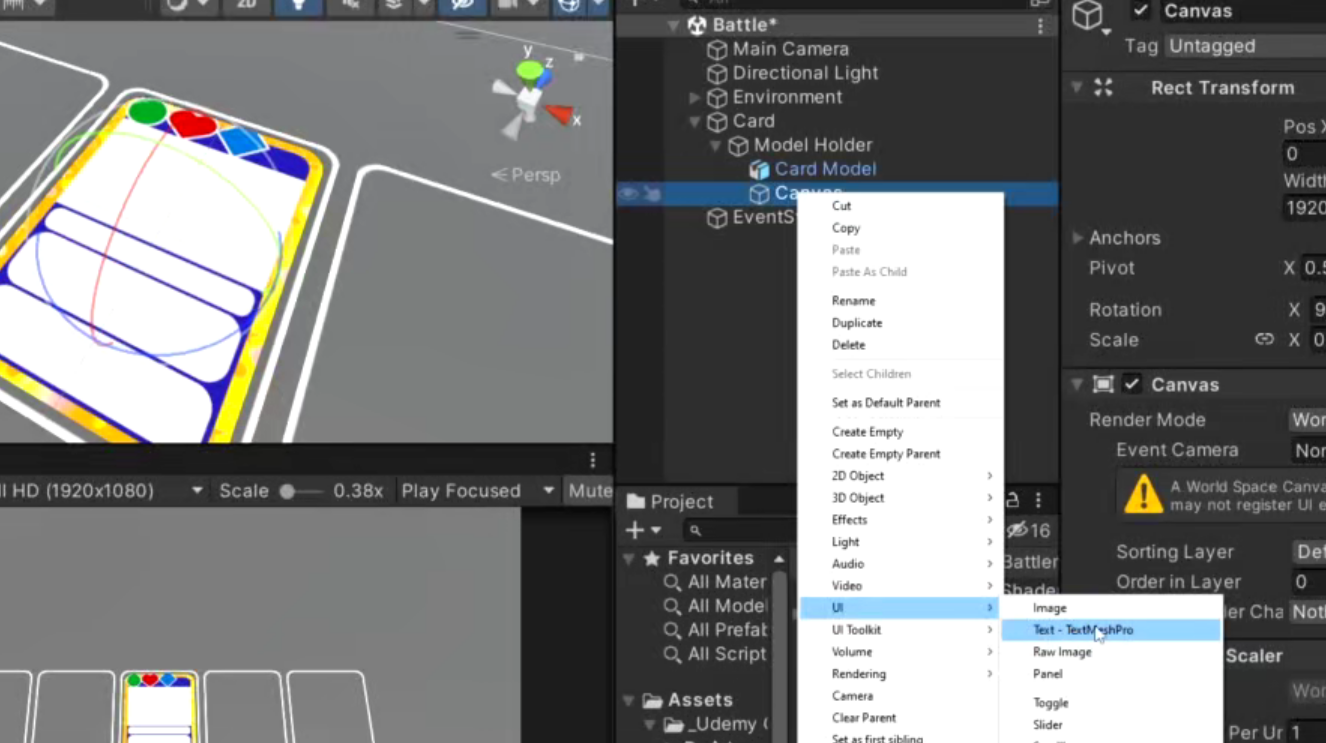 2D
Battle*
Canvas
Main Camera
Tag Untagged
Directional Light
Environment
Rect Transform
Card
Pos X
Model Holder
0
Card Model
Width
1920
EventS
Cut
Copy
Paste
Paste As Child
Rename
Duplicate
Delete
Select Children
Set as Default Parent
Create Empty
Create Empty Parent
2D Object
3D Object
Effects
Light
Audio
Video
UI
UI Toolkit
Volume
Rendering
Camera
Clear Parent
Set as first sibling
Image
Text - TextMeshPro
Raw Image
Panel
Toggle
Slider
Anchors
Pivot X 0.5
Rotation X 9
Scale X 0
Canvas
Render Mode Wor
Event Camera Non
A World Space Canva
may not register UI e
Sorting Layer Def
Order in Layer 0
er Cha Noth
Scaler
Wor
Per Un 1
y
z
x
Persp
ll HD (1920x1080) Scale 0.38x Play Focused Mute
Project
16
Favorites
All Mater
All Model
All Prefab
All Script
Assets
_Udemy
Battler
Shade